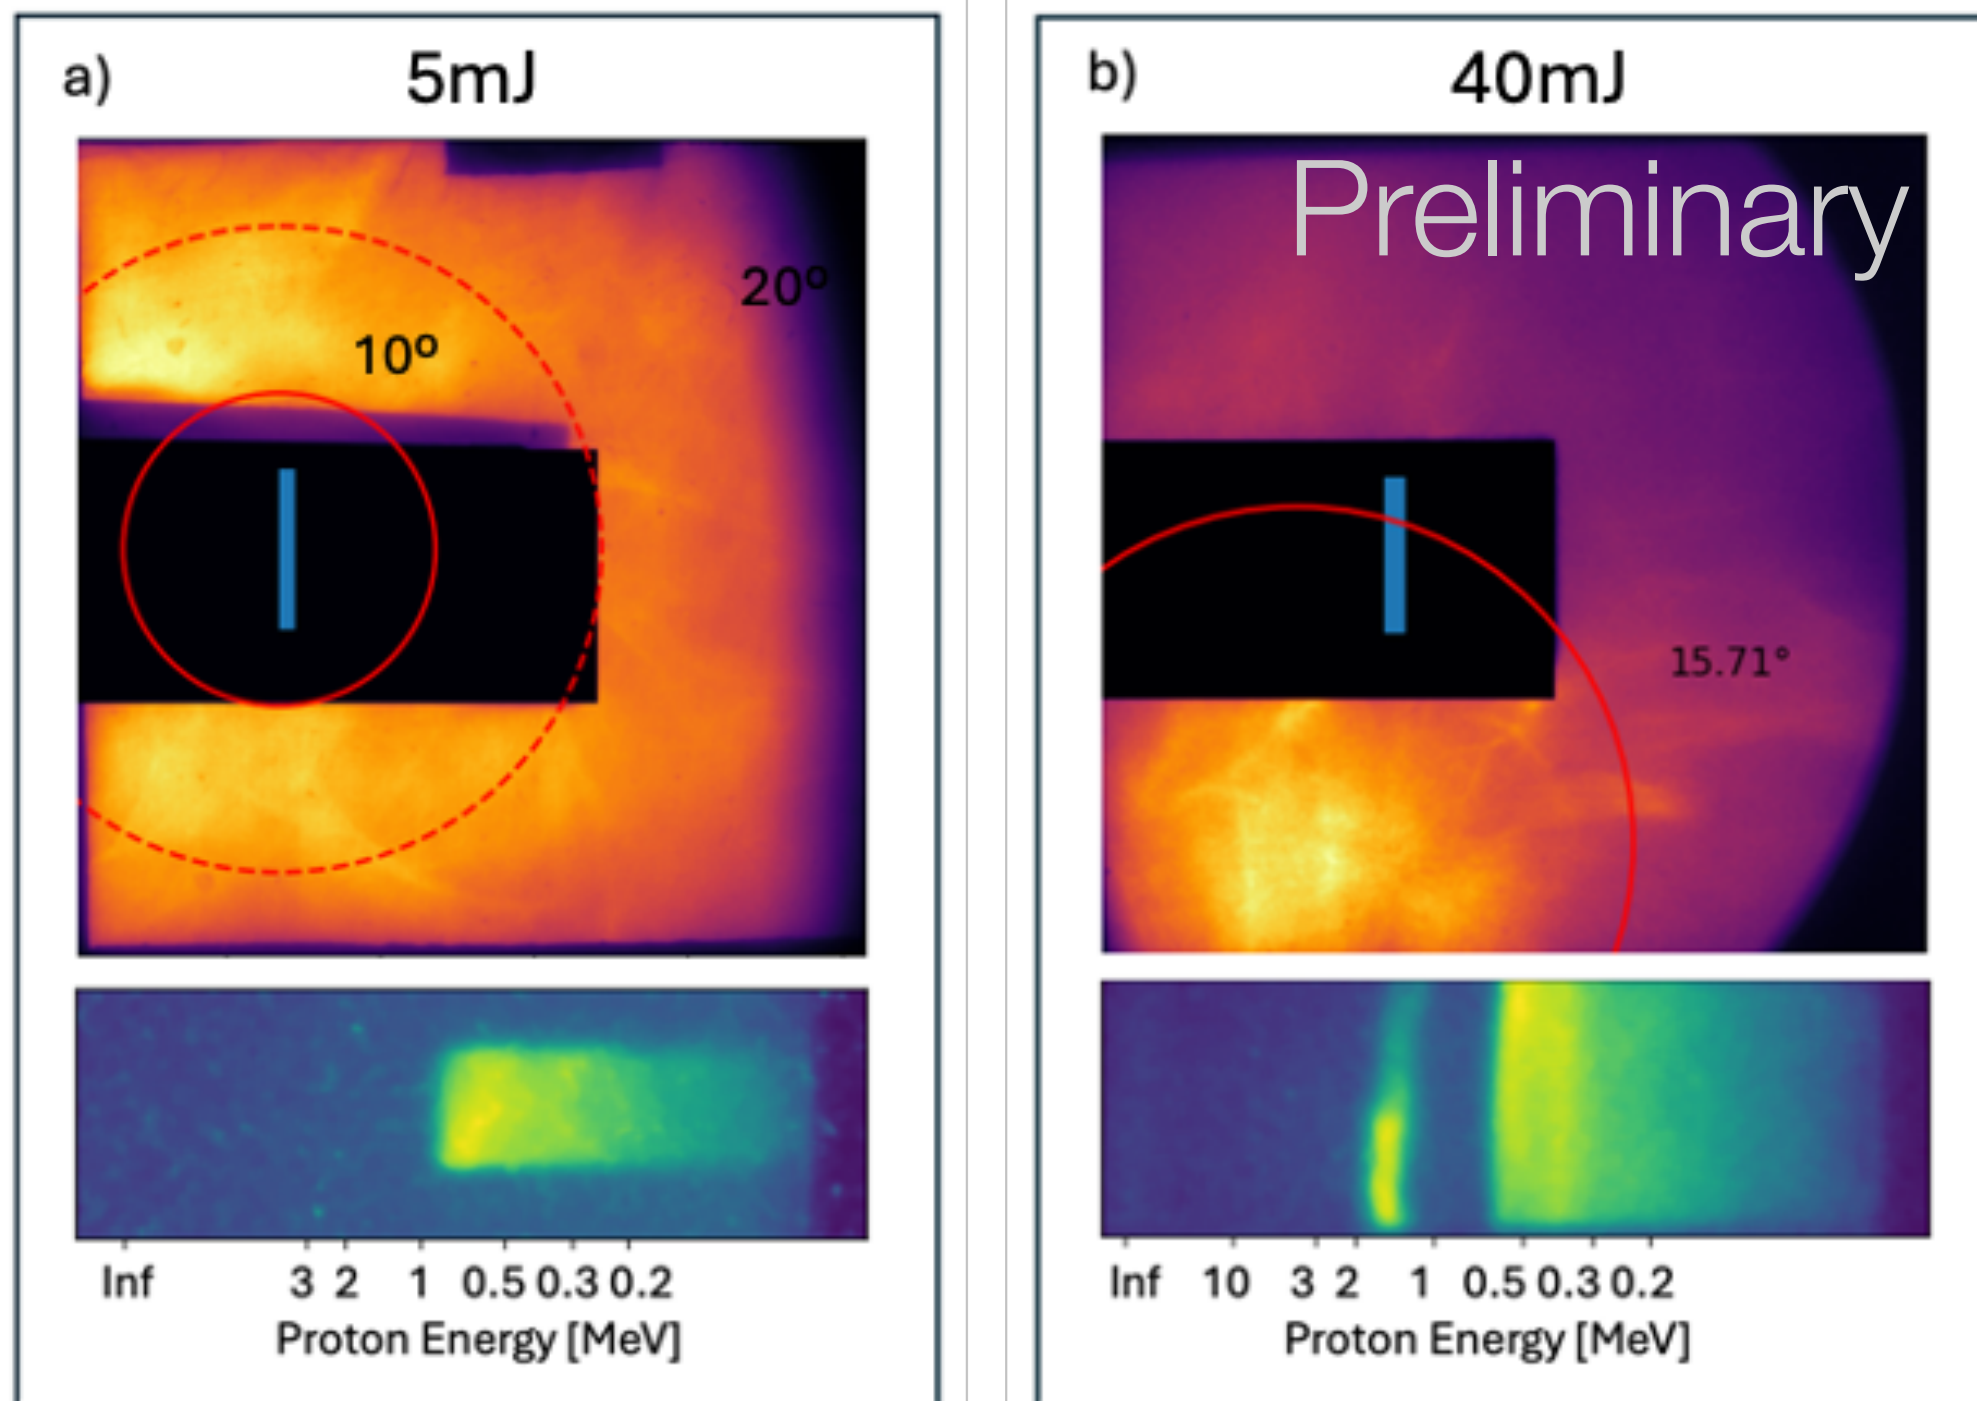 a)
5mJ
20º
10º
Inf 3 2 1 0.5 0.3 0.2
Proton Energy [MeV]
b)
40mJ
Preliminary
15.71°
Inf 10 3 2 1 0.5 0.3 0.2
Proton Energy [MeV]